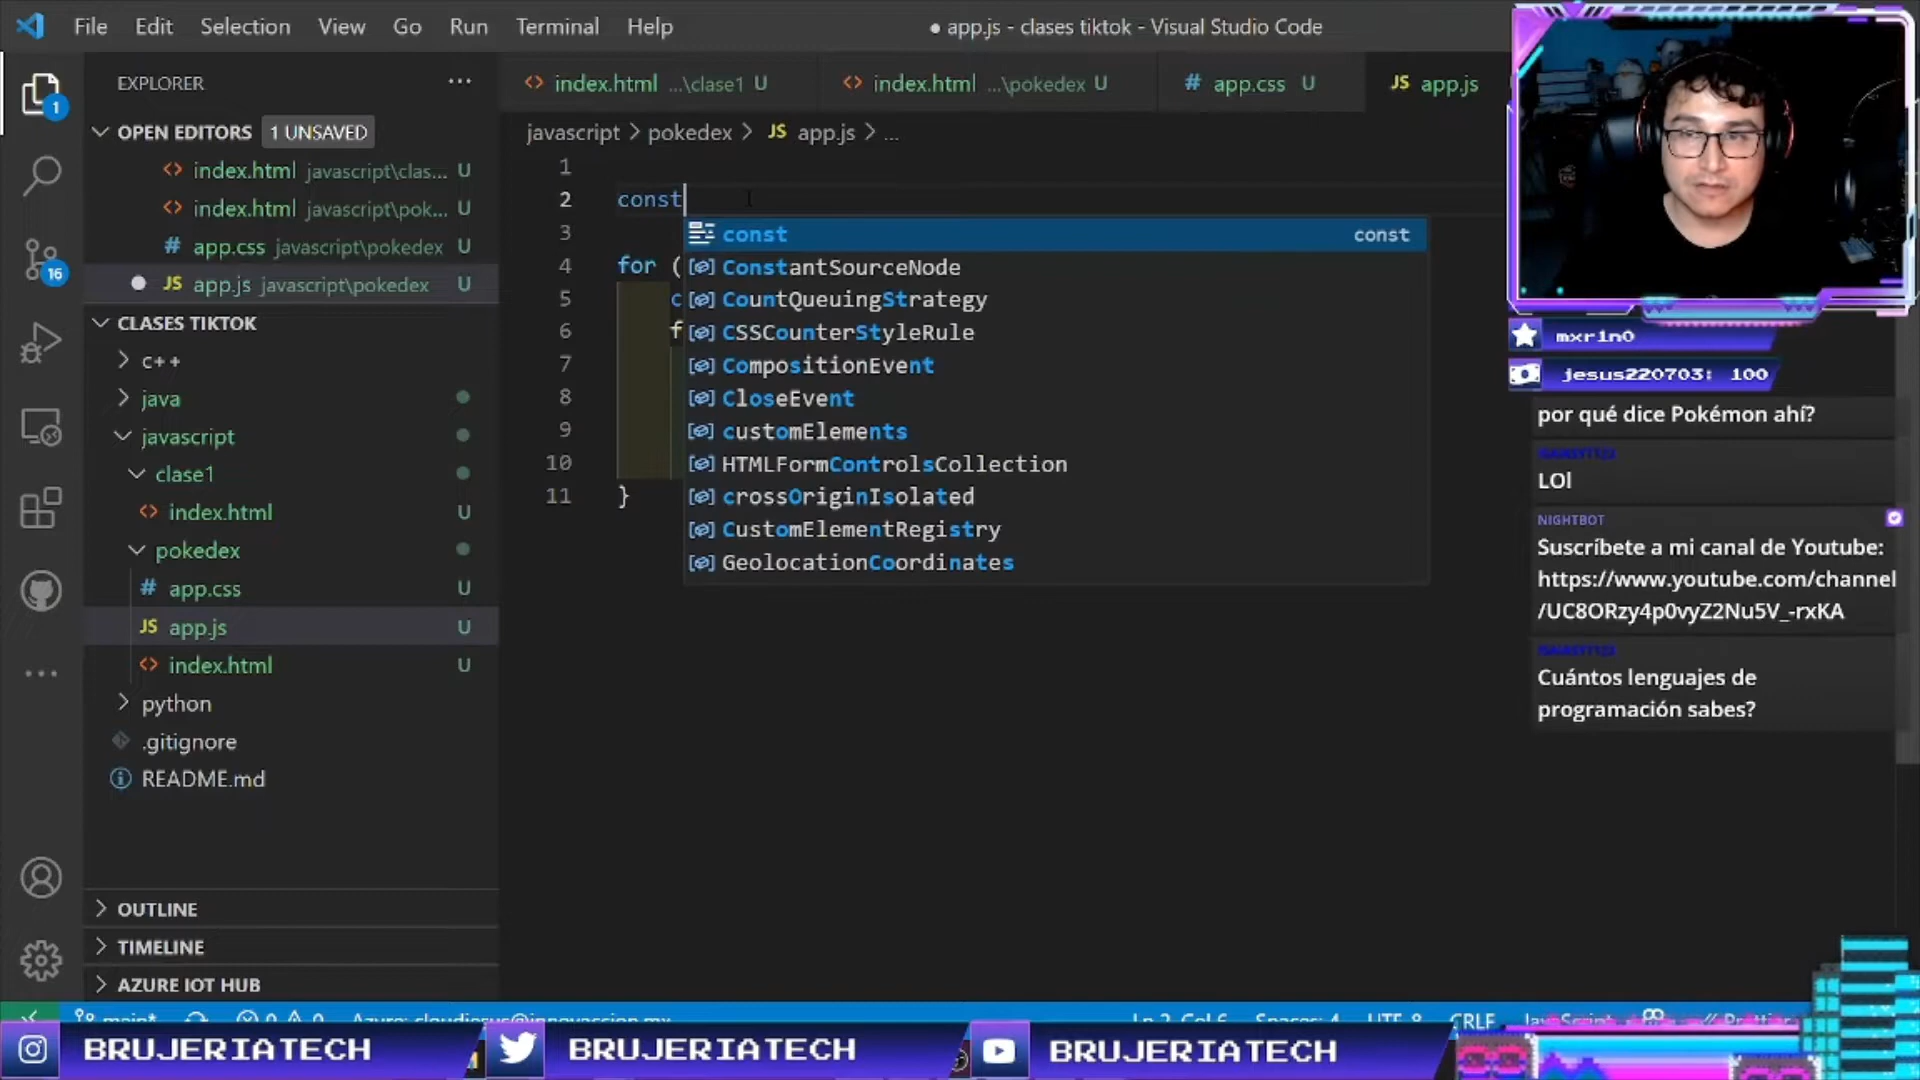 File Edit Selection View Go Run Terminal Help
● app.js - clases tiktok - Visual Studio Code
EXPLORER
OPEN EDITORS 1 UNSAVED
index.html javascript\clas... U
index.html javascript\pok... U
# app.css javascript\pokedex U
JS app.js javascript\pokedex U
CLASES TIKTOK
c++
java
javascript
clase1
index.html U
pokedex
# app.css U
JS app.js U
index.html U
python
.gitignore
README.md
OUTLINE
TIMELINE
AZURE IOT HUB
1
16
index.html ...\clase1 U
index.html ...\pokedex U
# app.css U
JS app.js
javascript > pokedex > JS app.js > ...
1
2 const
3
4 for (
5 c
6 f
7
8
9
10
11 }
const const
ConstantSourceNode
CountQueuingStrategy
CSSCounterStyleRule
CompositionEvent
CloseEvent
customElements
HTMLFormControlsCollection
crossOriginIsolated
CustomElementRegistry
GeolocationCoordinates
mxr1n0
jesus220703: 100
por qué dice Pokémon ahí?
LOl
NIGHTBOT
Suscríbete a mi canal de Youtube:
https://www.youtube.com/channel
/UC8ORzy4p0vyZ2Nu5V_-rxKA
Cuántos lenguajes de
programación sabes?
main* 0 0 Ln 2, Col 6 Spaces: 4 UTF-8 CRLF JavaScript Prettier
BRUJERIATECH BRUJERIATECH BRUJERIATECH